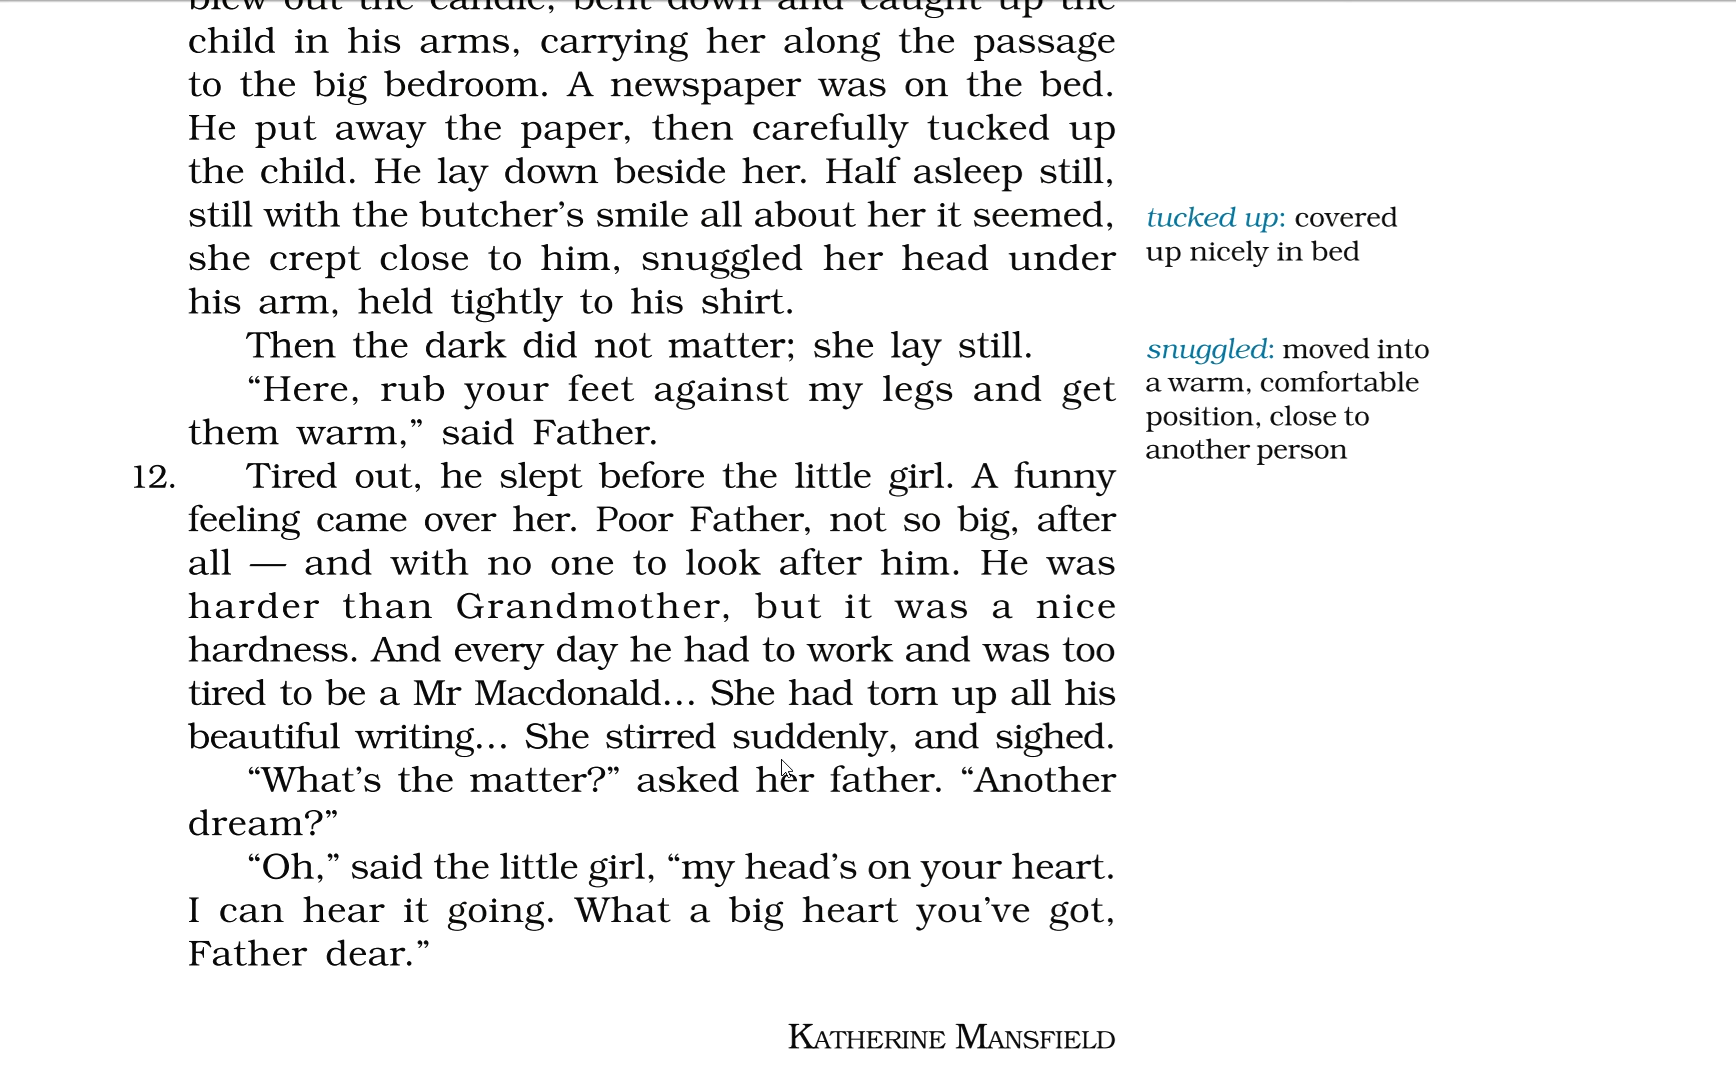 blew out the candle, bent down and caught up the
child in his arms, carrying her along the passage
to the big bedroom. A newspaper was on the bed.
He put away the paper, then carefully tucked up
the child. He lay down beside her. Half asleep still,
still with the butcher’s smile all about her it seemed,
she crept close to him, snuggled her head under
his arm, held tightly to his shirt.
Then the dark did not matter; she lay still.
“Here, rub your feet against my legs and get
them warm,” said Father.
12. Tired out, he slept before the little girl. A funny
feeling came over her. Poor Father, not so big, after
all — and with no one to look after him. He was
harder than Grandmother, but it was a nice
hardness. And every day he had to work and was too
tired to be a Mr Macdonald... She had torn up all his
beautiful writing... She stirred suddenly, and sighed.
“What’s the matter?” asked her father. “Another
dream?”
“Oh,” said the little girl, “my head’s on your heart.
I can hear it going. What a big heart you’ve got,
Father dear.”
KATHERINE MANSFIELD
tucked up: covered
up nicely in bed
snuggled: moved into
a warm, comfortable
position, close to
another person